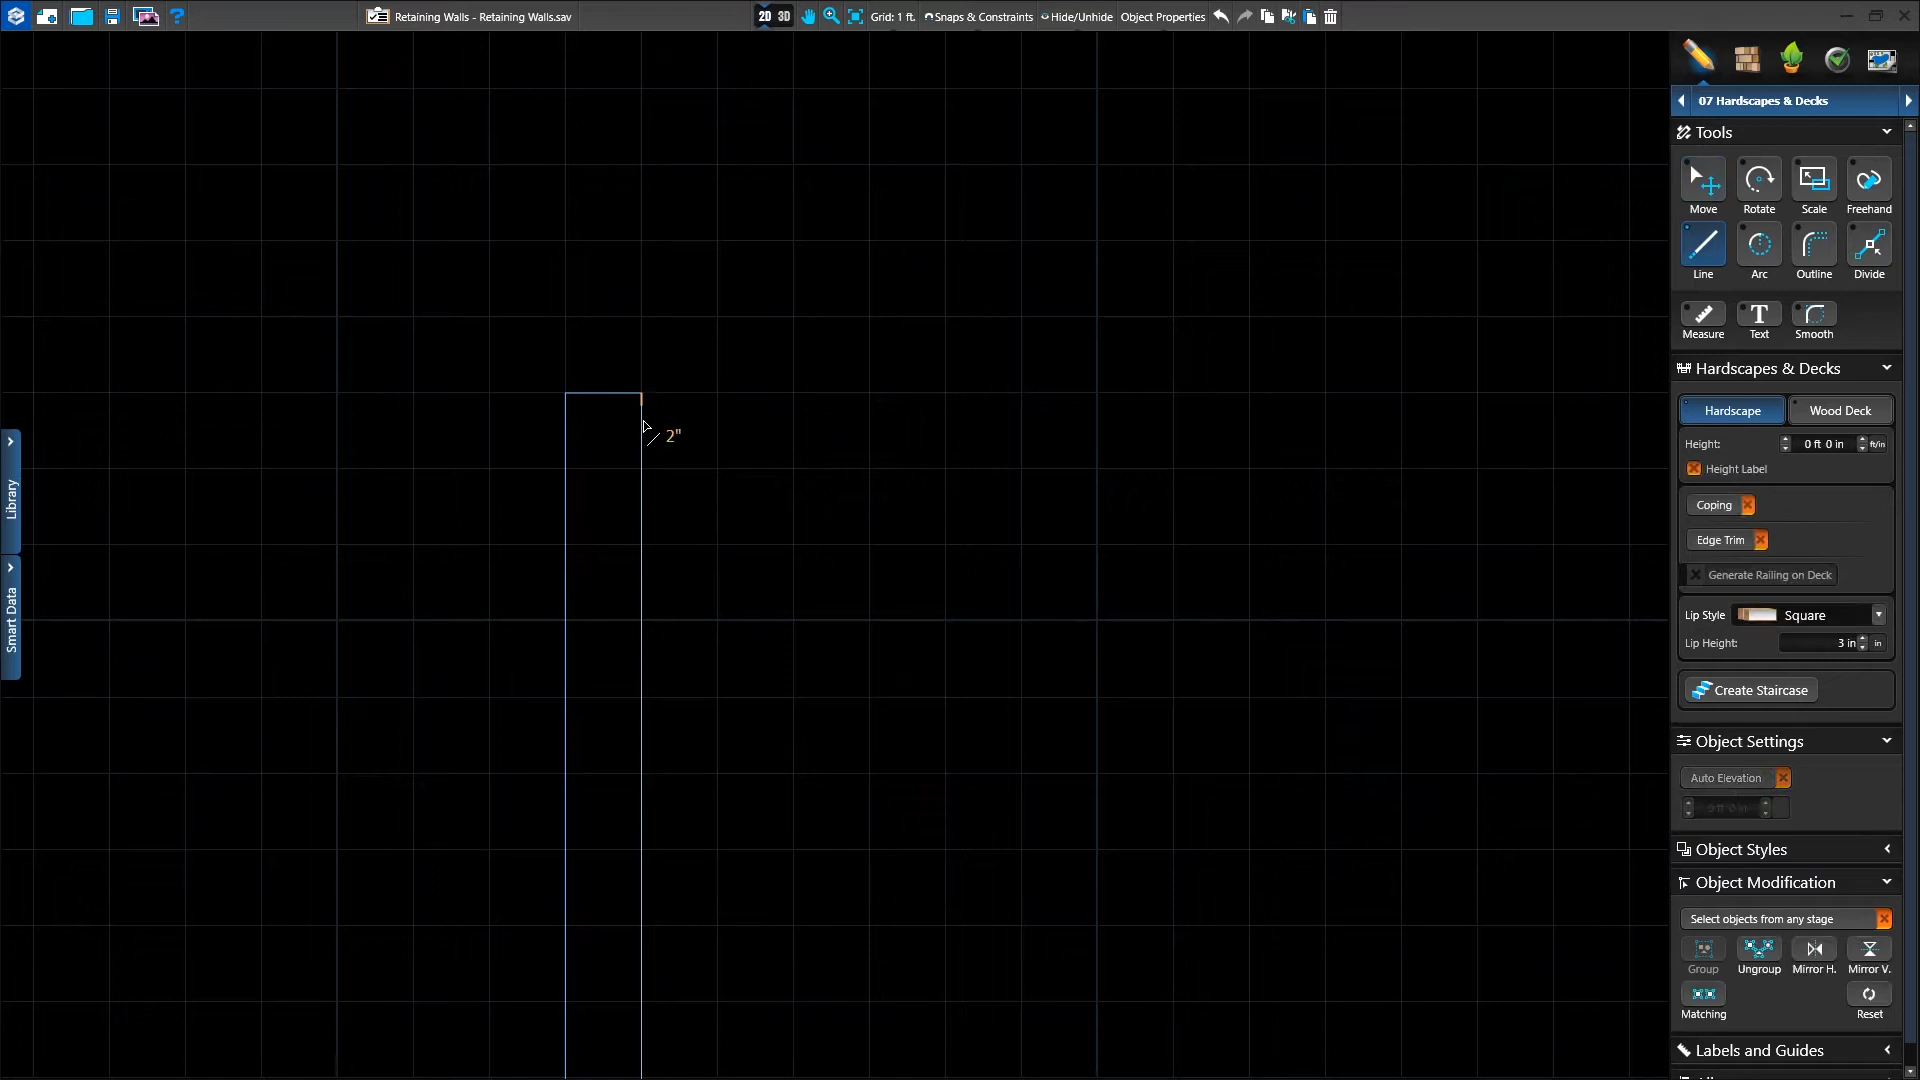 Retaining Walls - Retaining Walls.sav
2D 3D
Grid: 1 ft.
Snaps & Constraints
Hide/Unhide
Object Properties
07 Hardscapes & Decks
Tools
Move Rotate Scale Freehand
Line Arc Outline Divide
Measure Text Smooth
Hardscapes & Decks
Hardscape Wood Deck
Height: 0 ft 0 in ft/in
Height Label
Coping
Edge Trim
Generate Railing on Deck
Lip Style Square
Lip Height: 3 in in
Create Staircase
Object Settings
Auto Elevation
0 ft 0 in
Object Styles
Object Modification
Select objects from any stage
Group Ungroup Mirror H. Mirror V.
Matching Reset
Labels and Guides
Library
Smart Data
2"